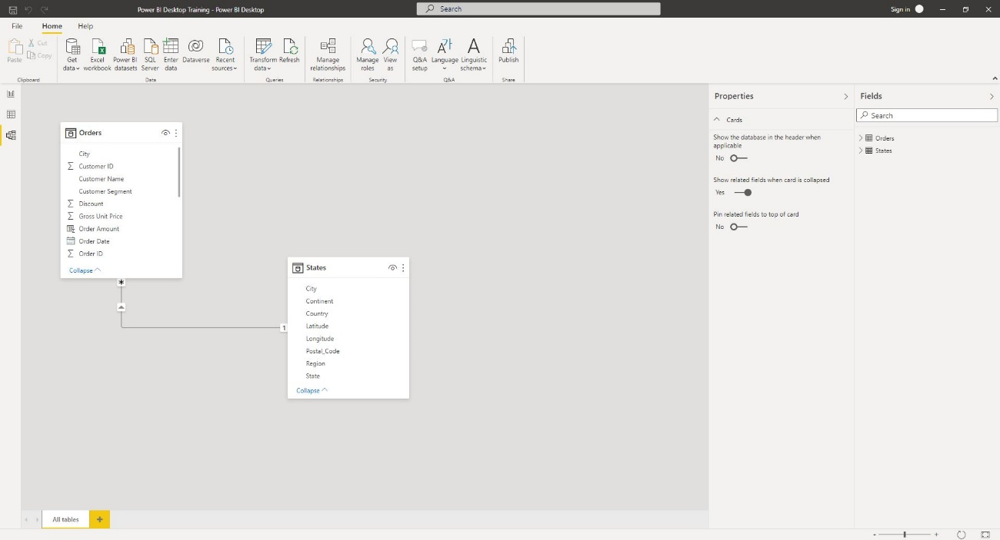 Power BI Desktop Training - Power BI Desktop
Search
Sign in
File Home Help
Paste
Cut
Copy
Clipboard
Get data
Excel workbook
Power BI datasets
SQL Server
Enter data
Dataverse
Recent sources
Data
Transform data
Refresh
Queries
Manage relationships
Relationships
Manage roles
View as
Security
Q&A setup
Language
Linguistic schema
Q&A
Publish
Share
Orders
City
Customer ID
Customer Name
Customer Segment
Discount
Gross Unit Price
Order Amount
Order Date
Order ID
Collapse
*
1
States
City
Continent
Country
Latitude
Longitude
Postal_Code
Region
State
Collapse
Properties
Cards
Show the database in the header when
applicable
No
Show related fields when card is collapsed
Yes
Pin related fields to top of card
No
Fields
Search
Orders
States
All tables
+
- +